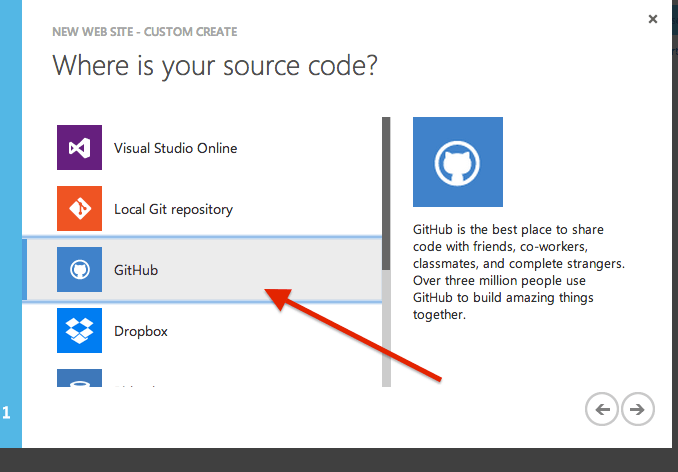 NEW WEB SITE - CUSTOM CREATE
Where is your source code?
Visual Studio Online
Local Git repository
GitHub
Dropbox
GitHub is the best place to share
code with friends, co-workers,
classmates, and complete strangers.
Over three million people use
GitHub to build amazing things
together.
1